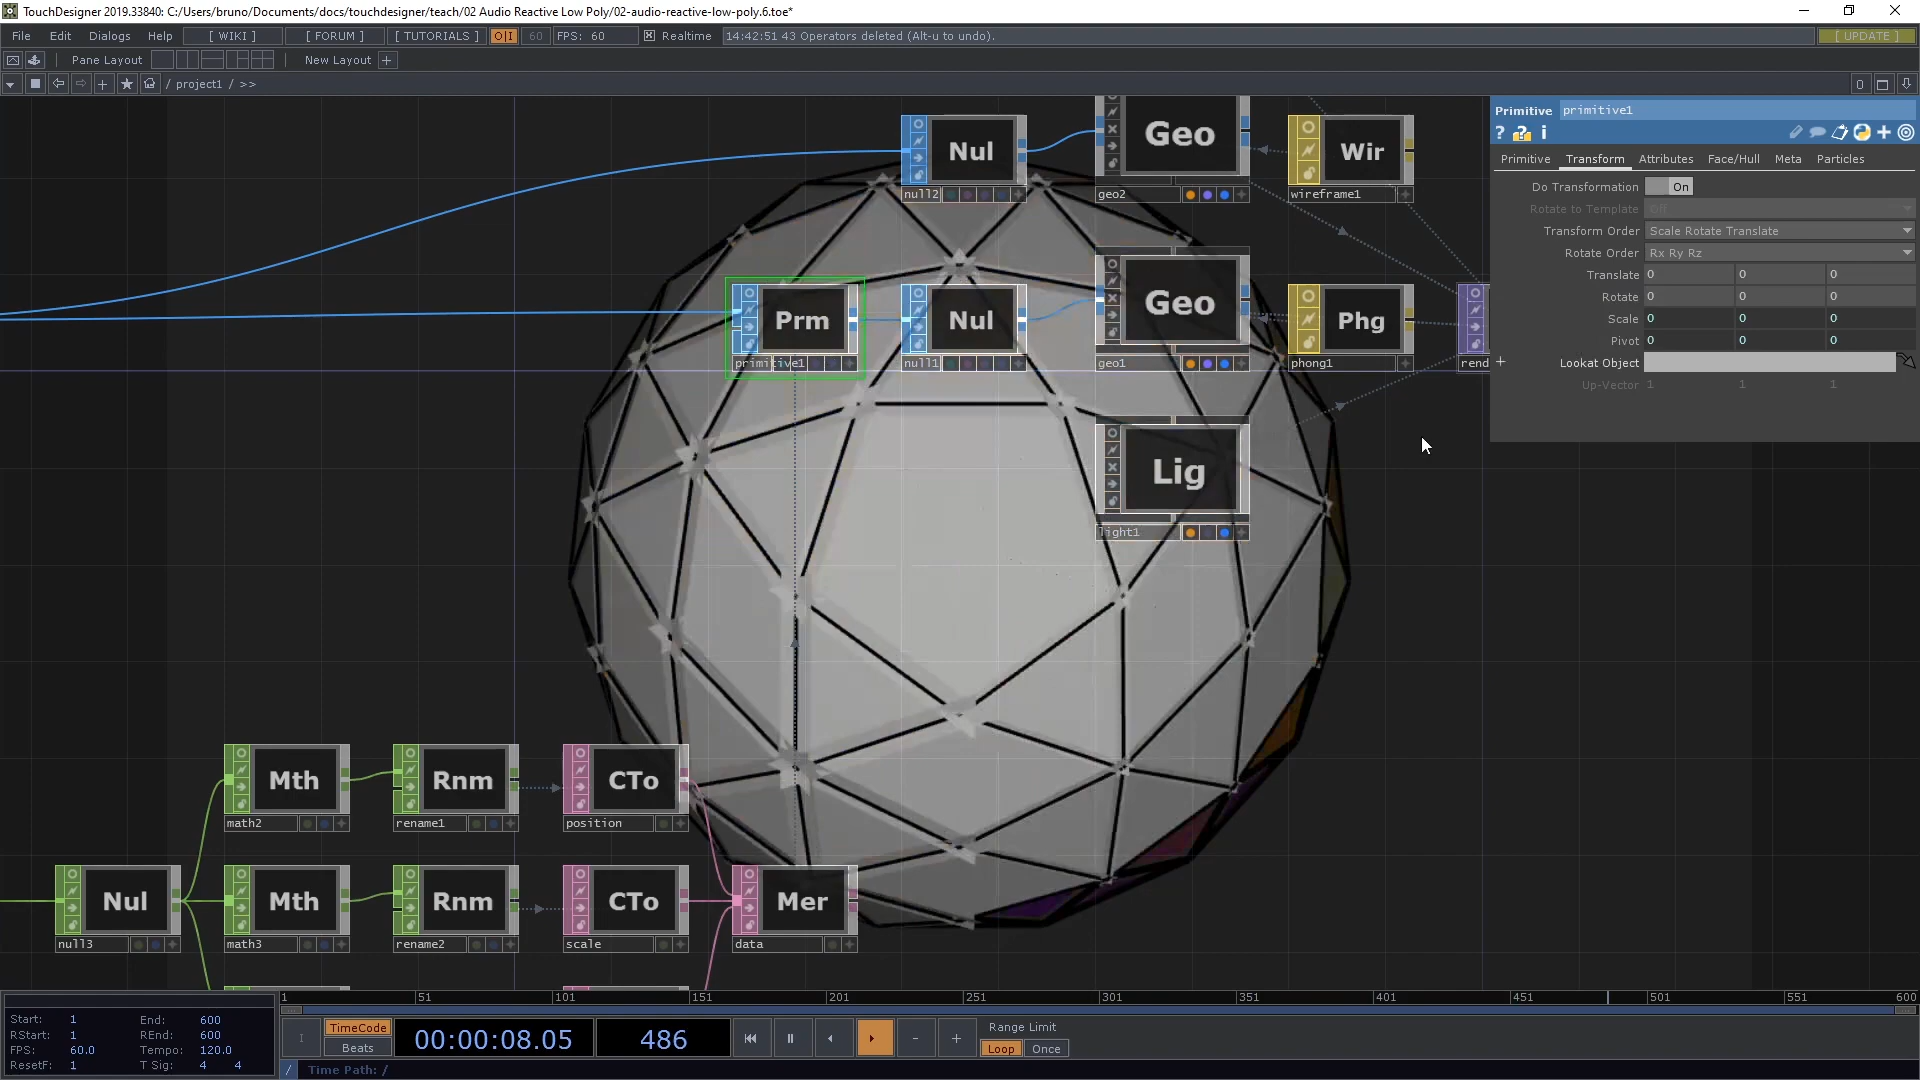 TouchDesigner 2019.33840: C:/Users/bruno/Documents/docs/touchdesigner/teach/02 Audio Reactive Low Poly/02-audio-reactive-low-poly.6.toe*
File Edit Dialogs Help [ WIKI ] [ FORUM ] [ TUTORIALS ] O|I 60 FPS: 60 Realtime 14:42:51 43 Operators deleted (Alt-u to undo). [ UPDATE ]
Pane Layout New Layout +
/ project1 / >> 0
Primitive primitive1
? ? i
Primitive Transform Attributes Face/Hull Meta Particles
Do Transformation On
Rotate to Template Off
Transform Order Scale Rotate Translate
Rotate Order Rx Ry Rz
Translate 0 0 0
Rotate 0 0 0
Scale 0 0 0
Pivot 0 0 0
Lookat Object
Up-Vector 1 1 1
Nul
null2
Geo
geo2
Wir
wireframe1
Prm
primitive1
Nul
null1
Geo
geo1
Phg
phong1
rend
Lig
light1
Mth
math2
Rnm
rename1
CTo
position
Nul
null3
Mth
math3
Rnm
rename2
CTo
scale
Mer
data
1 51 101 151 201 251 301 351 401 451 501 551 600
Start: 1 End: 600
RStart: 1 REnd: 600
FPS: 60.0 Tempo: 120.0
ResetF: 1 T Sig: 4 4
I TimeCode 00:00:08.05 486 - + Range Limit
Beats Loop Once
/ Time Path: /